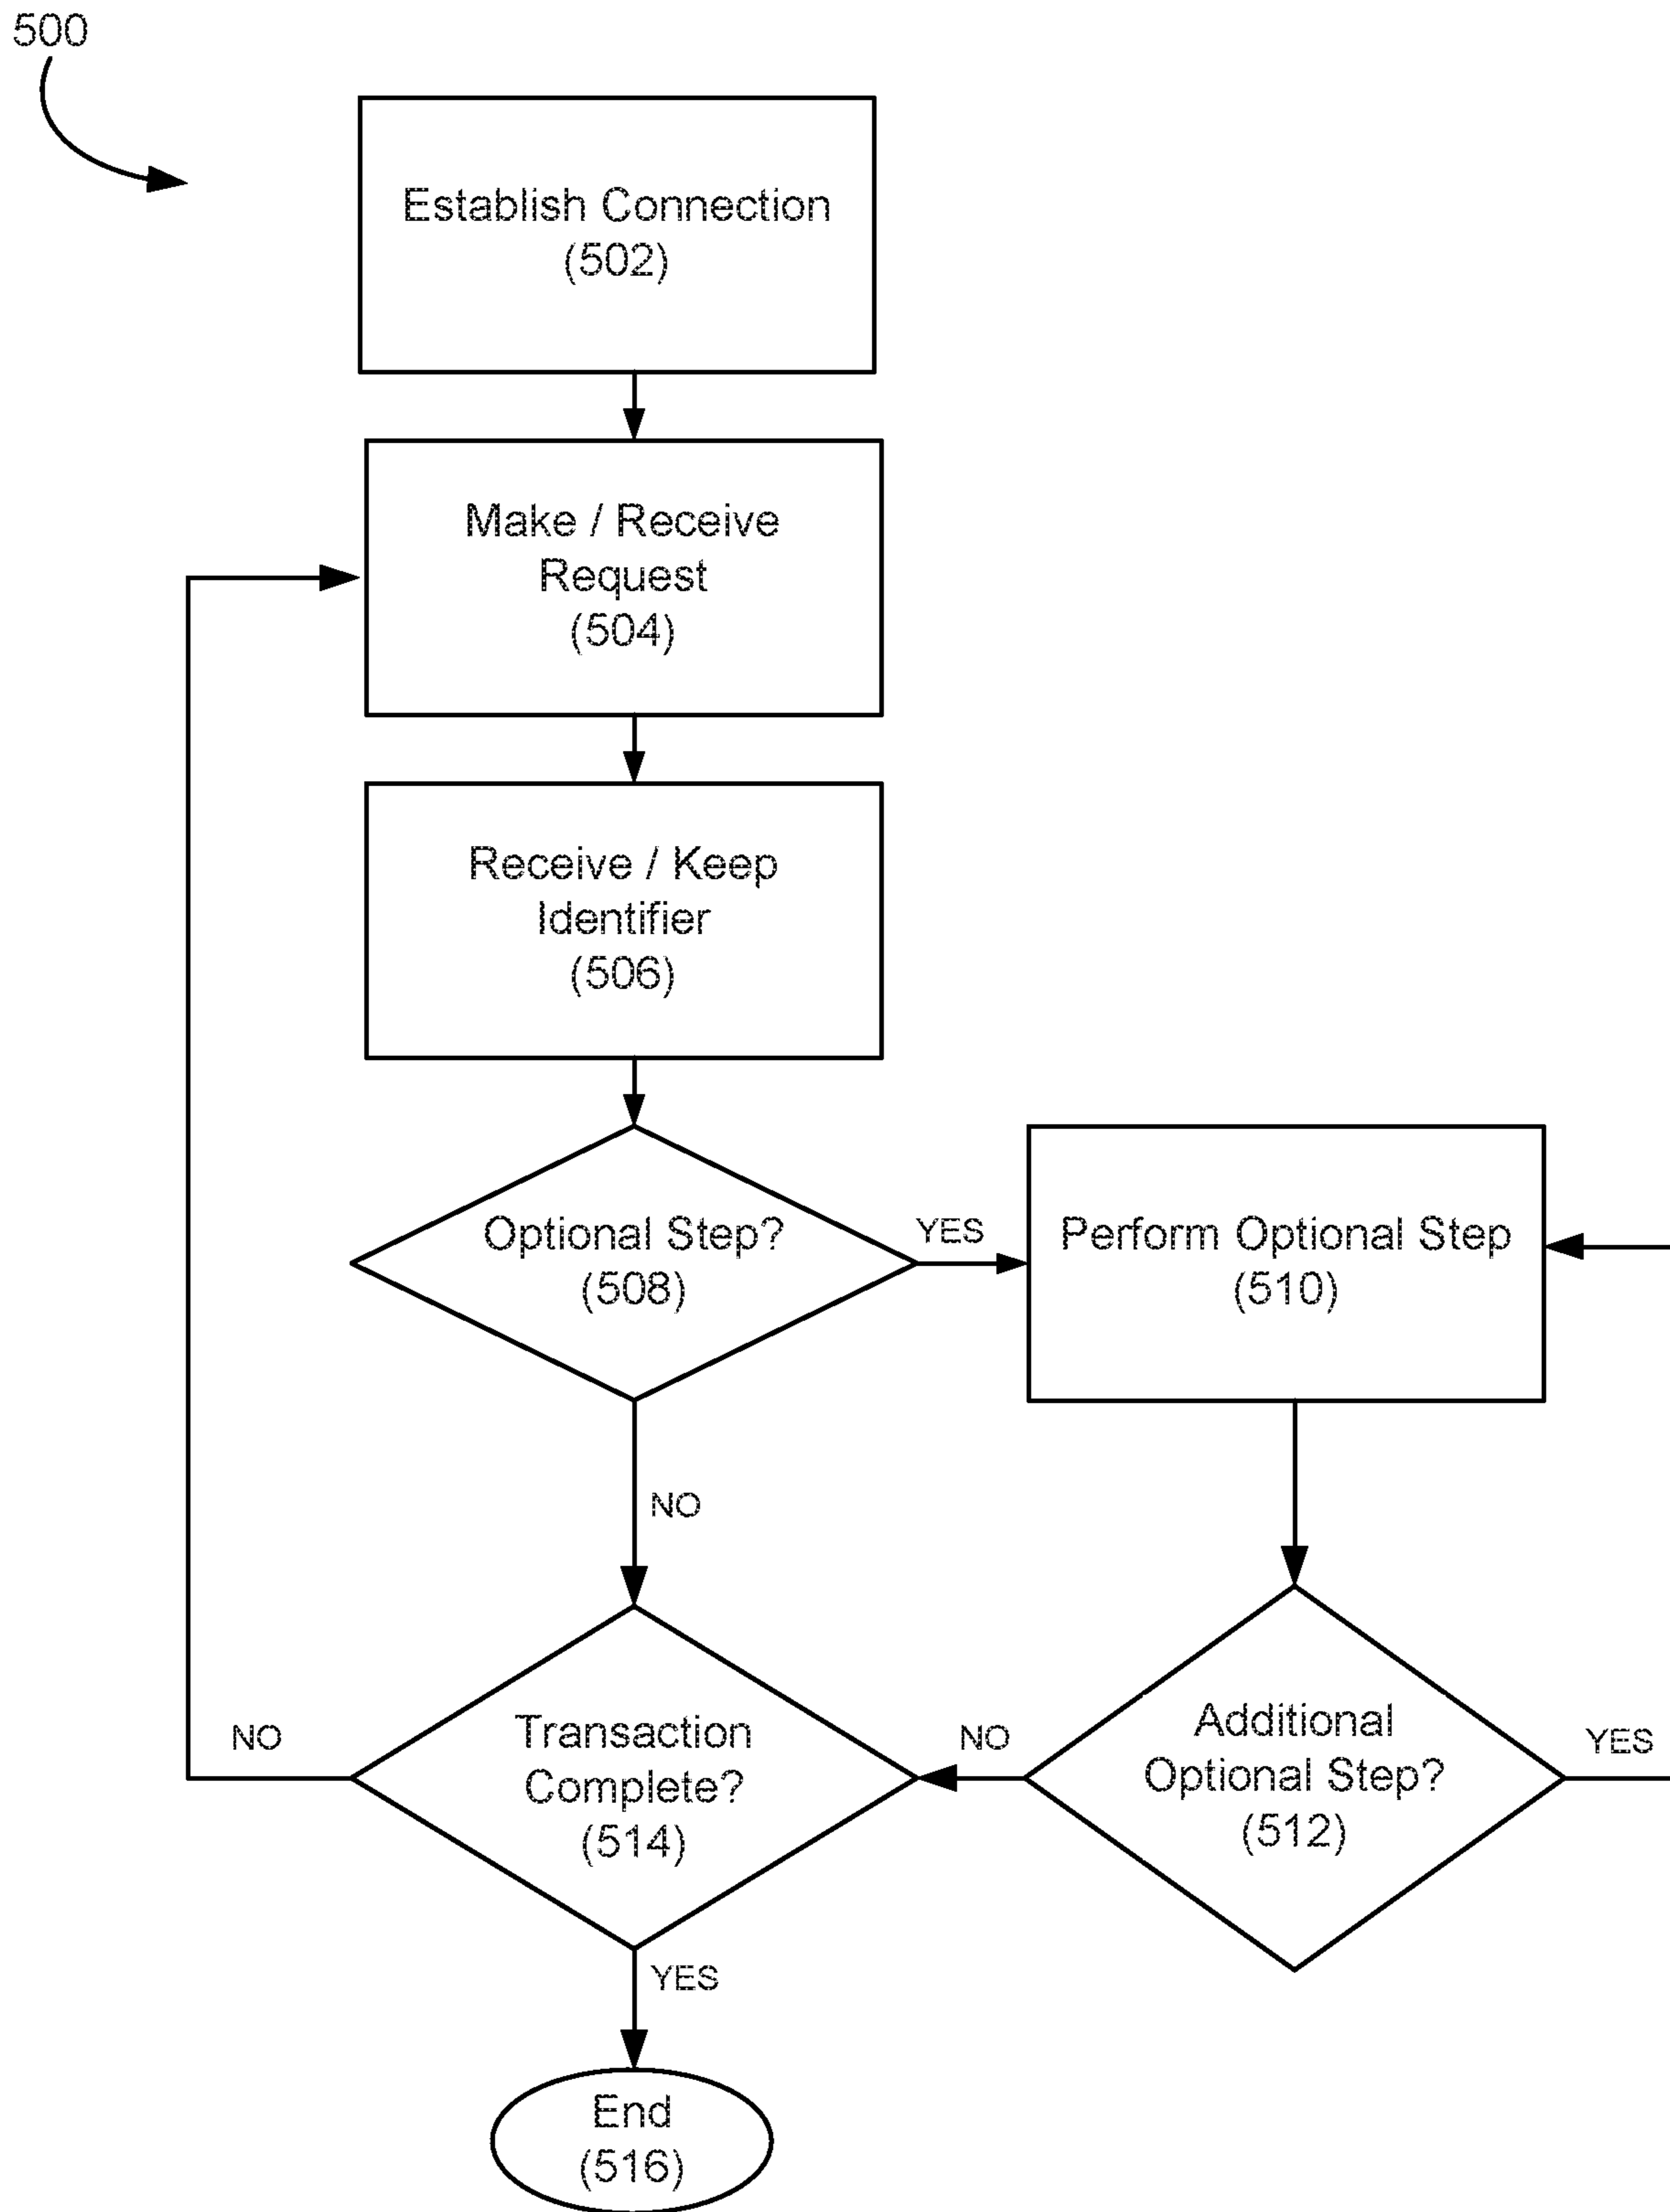 500
Establish Connection
(502)
Make / Receive
Request
(504)
Receive / Keep
Identifier
(506)
Optional Step?
(508)
YES
Perform Optional Step
(510)
NO
NO
Transaction
Complete?
(514)
NO
Additional
Optional Step?
(512)
YES
YES
End
(516)